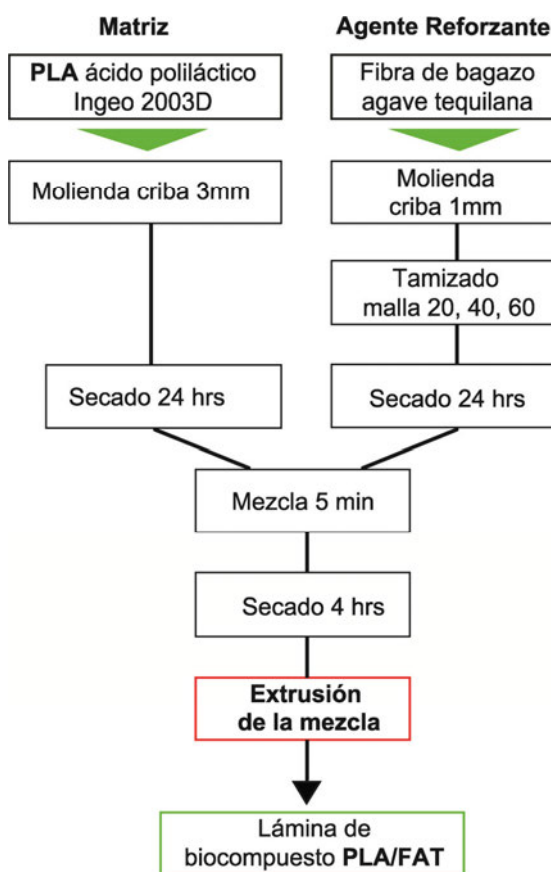 Matriz
Agente Reforzante
PLA ácido poliláctico
Ingeo 2003D
Fibra de bagazo
agave tequilana
Molienda criba 3mm
Molienda
criba 1mm
Tamizado
malla 20, 40, 60
Secado 24 hrs
Secado 24 hrs
Mezcla 5 min
Secado 4 hrs
Extrusión
de la mezcla
Lámina de
biocompuesto PLA/FAT